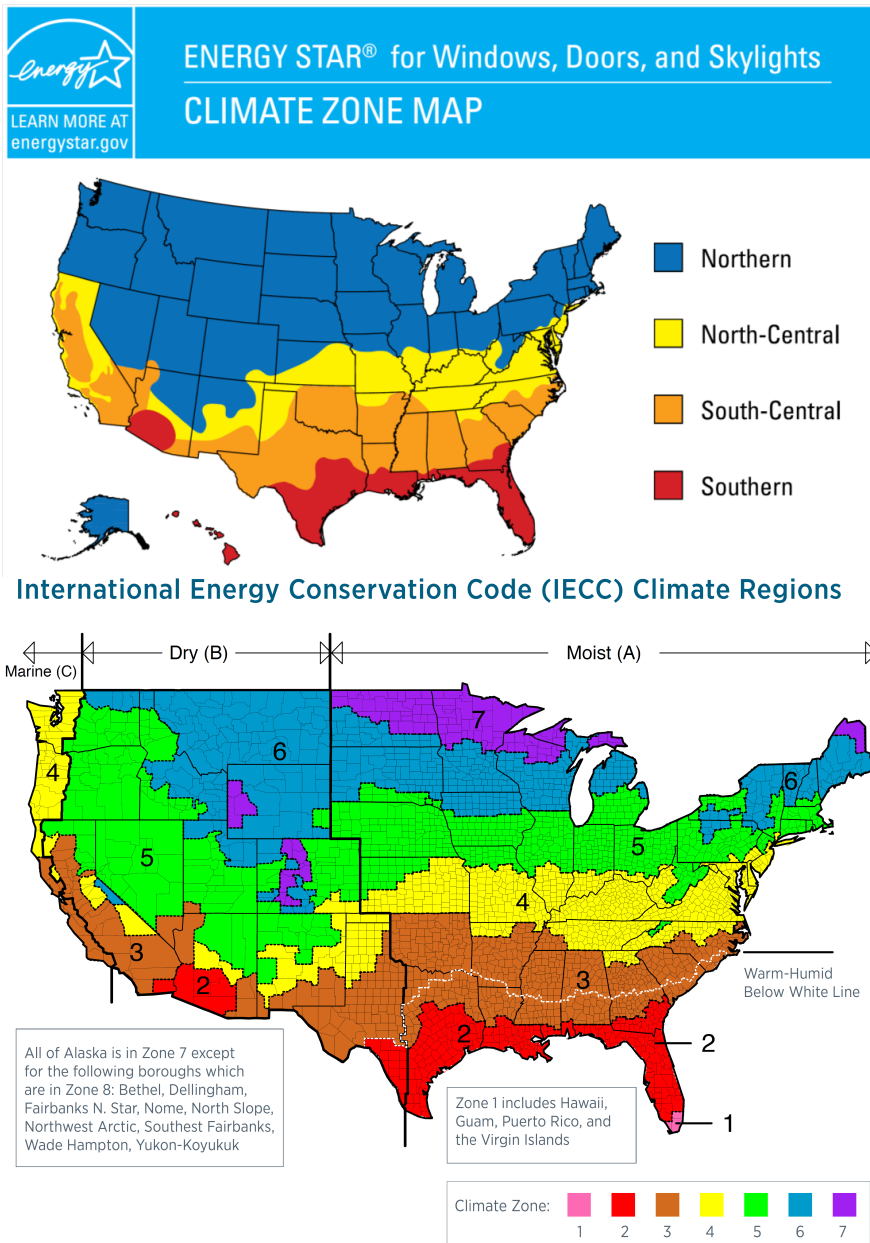 energy
LEARN MORE AT
energystar.gov
ENERGY STAR® for Windows, Doors, and Skylights
CLIMATE ZONE MAP
Northern
North-Central
South-Central
Southern
International Energy Conservation Code (IECC) Climate Regions
Marine (C)
Dry (B)
Moist (A)
7
6
6
4
5
5
4
3
3
2
2
Warm-Humid
Below White Line
2
1
All of Alaska is in Zone 7 except
for the following boroughs which
are in Zone 8: Bethel, Dellingham,
Fairbanks N. Star, Nome, North Slope,
Northwest Arctic, Southest Fairbanks,
Wade Hampton, Yukon-Koyukuk
Zone 1 includes Hawaii,
Guam, Puerto Rico, and
the Virgin Islands
Climate Zone:
1 2 3 4 5 6 7